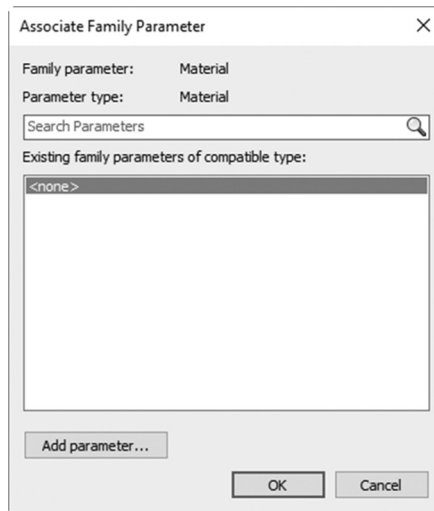 Associate Family Parameter
Family parameter: Material
Parameter type: Material
Search Parameters
Existing family parameters of compatible type:
<none>
Add parameter...
OK Cancel